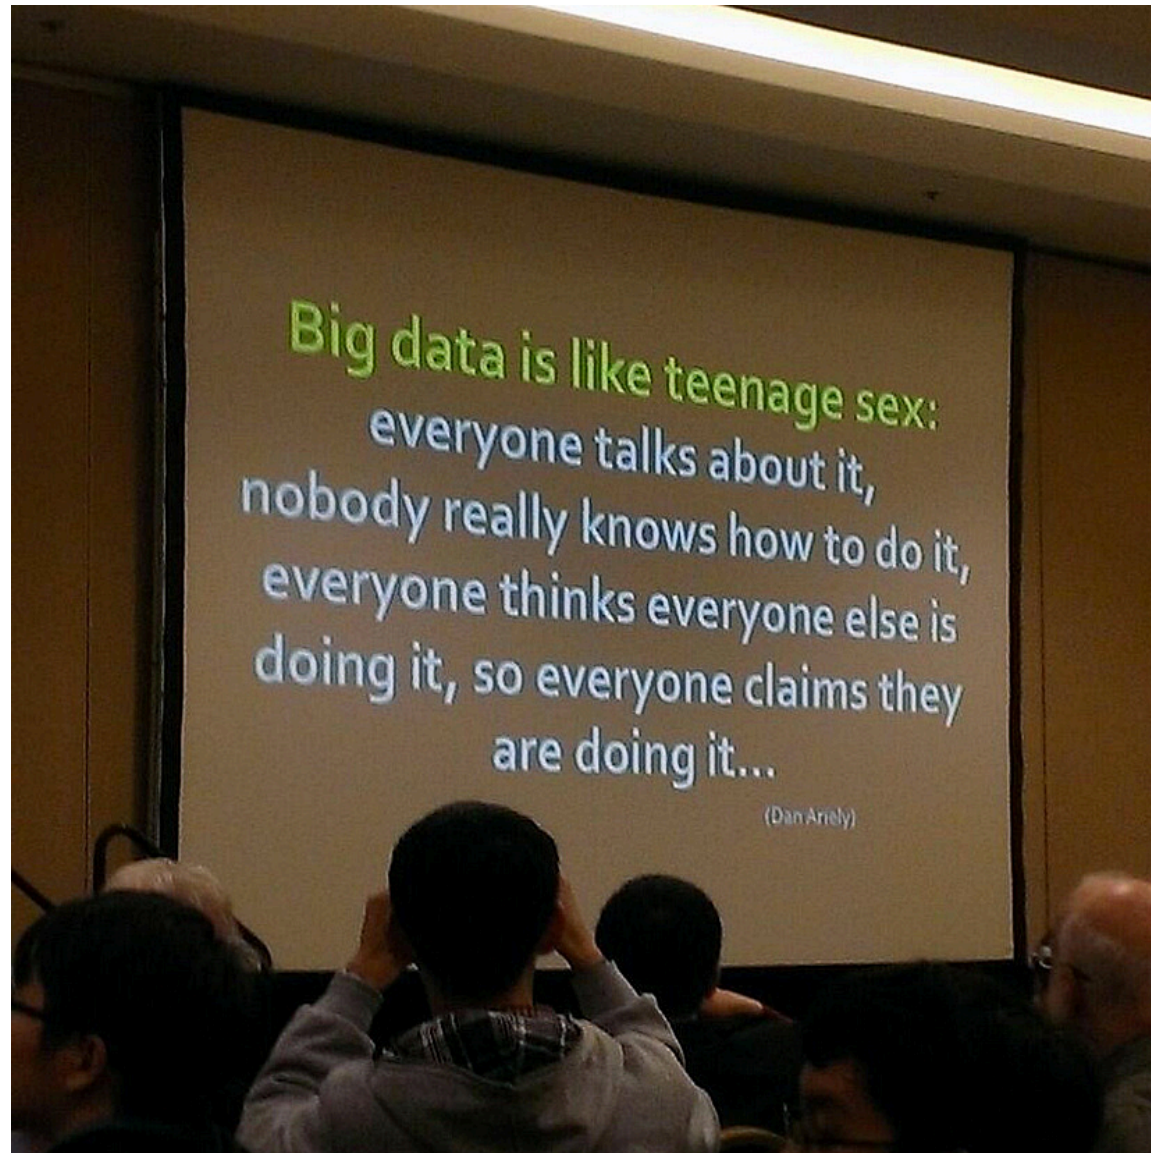 Big data is like teenage sex:
everyone talks about it,
nobody really knows how to do it,
everyone thinks everyone else is
doing it, so everyone claims they
are doing it...
(Dan Ariely)